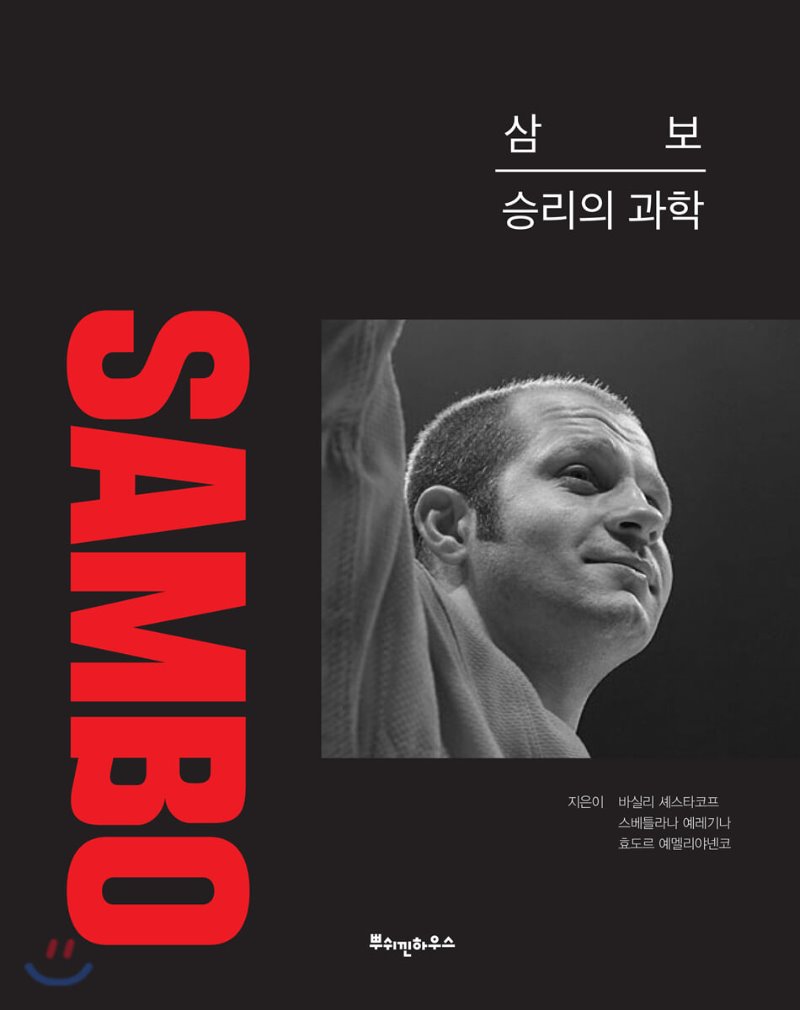 삼 보
승리의 과학
SAMBO
지은이 바실리 셰스타코프
스베틀라나 예레기나
효도르 예멜리야넨코
뿌쉬낀하우스